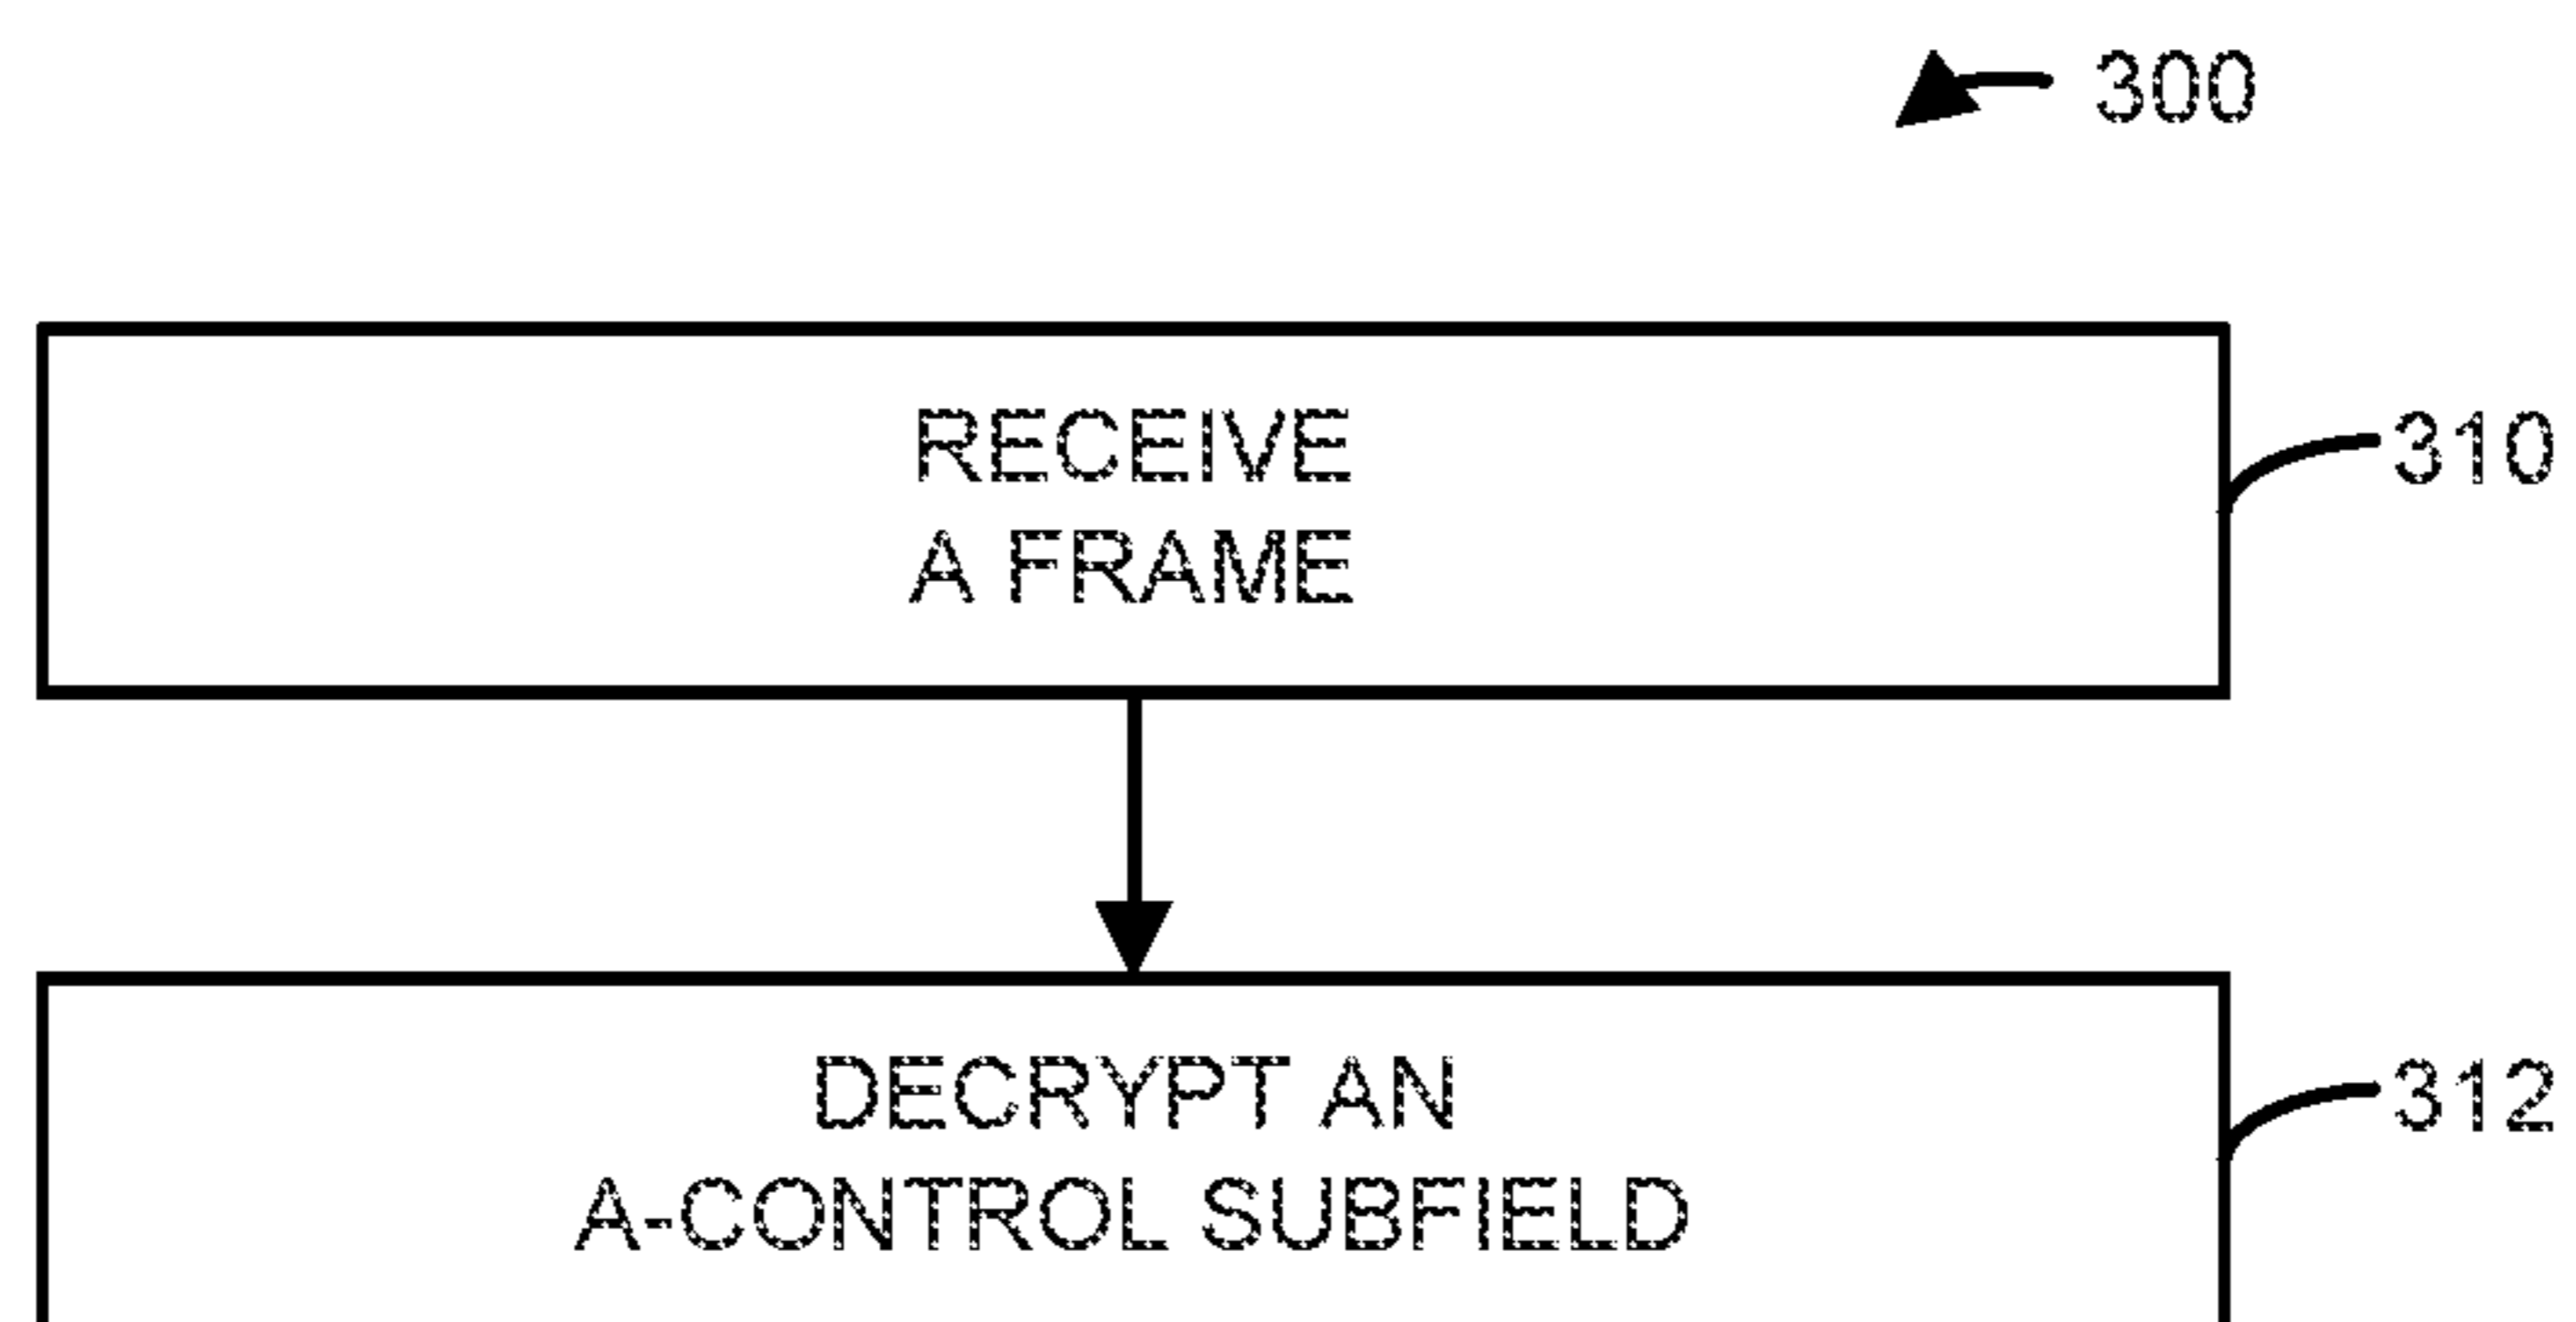 300
RECEIVE
A FRAME
310
DECRYPT AN
A-CONTROL SUBFIELD
312